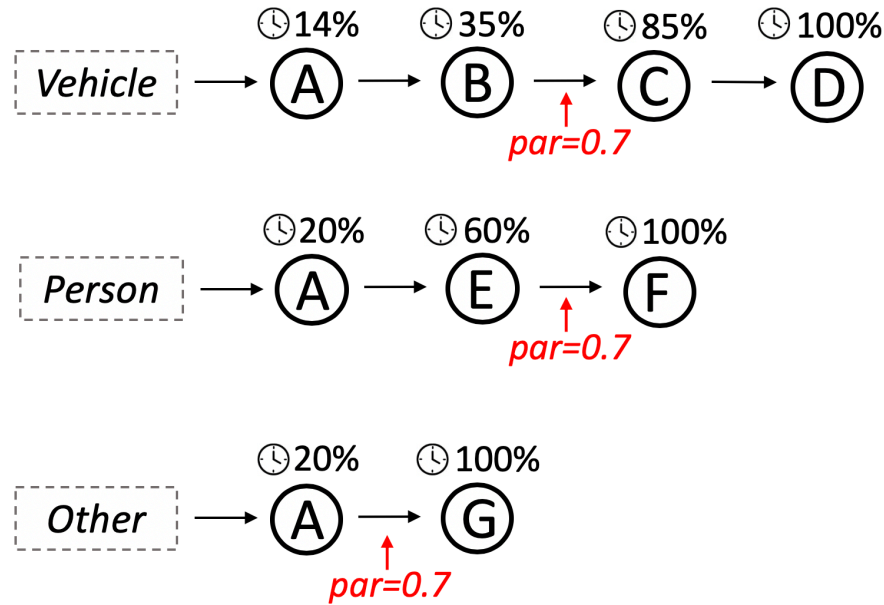 14% 35% 85% 100%
Vehicle A B C D
par=0.7
20% 60% 100%
Person A E F
par=0.7
20% 100%
Other A G
par=0.7